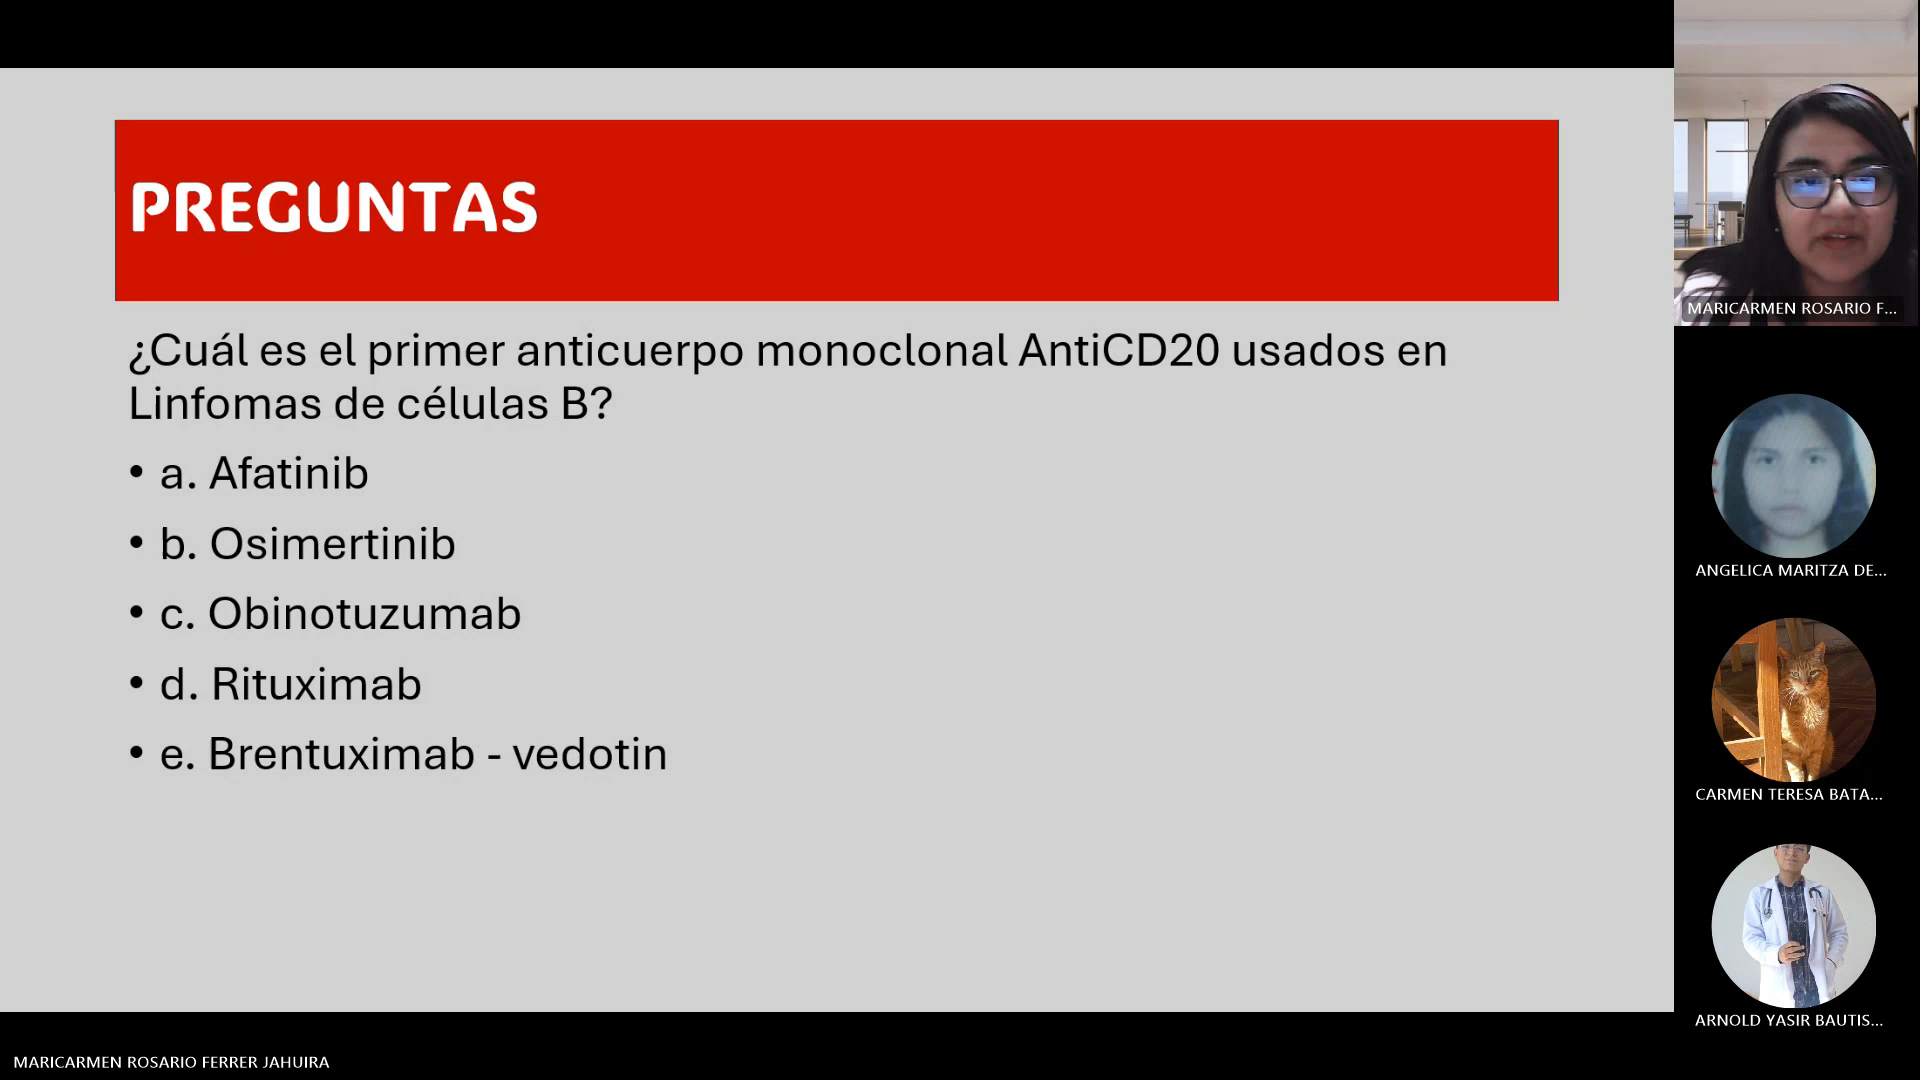 PREGUNTAS
¿Cuál es el primer anticuerpo monoclonal AntiCD20 usados en
Linfomas de células B?
• a. Afatinib
• b. Osimertinib
• c. Obinotuzumab
• d. Rituximab
• e. Brentuximab - vedotin
MARICARMEN ROSARIO F...
ANGELICA MARITZA DE...
CARMEN TERESA BATA...
ARNOLD YASIR BAUTIS...
MARICARMEN ROSARIO FERRER JAHUIRA